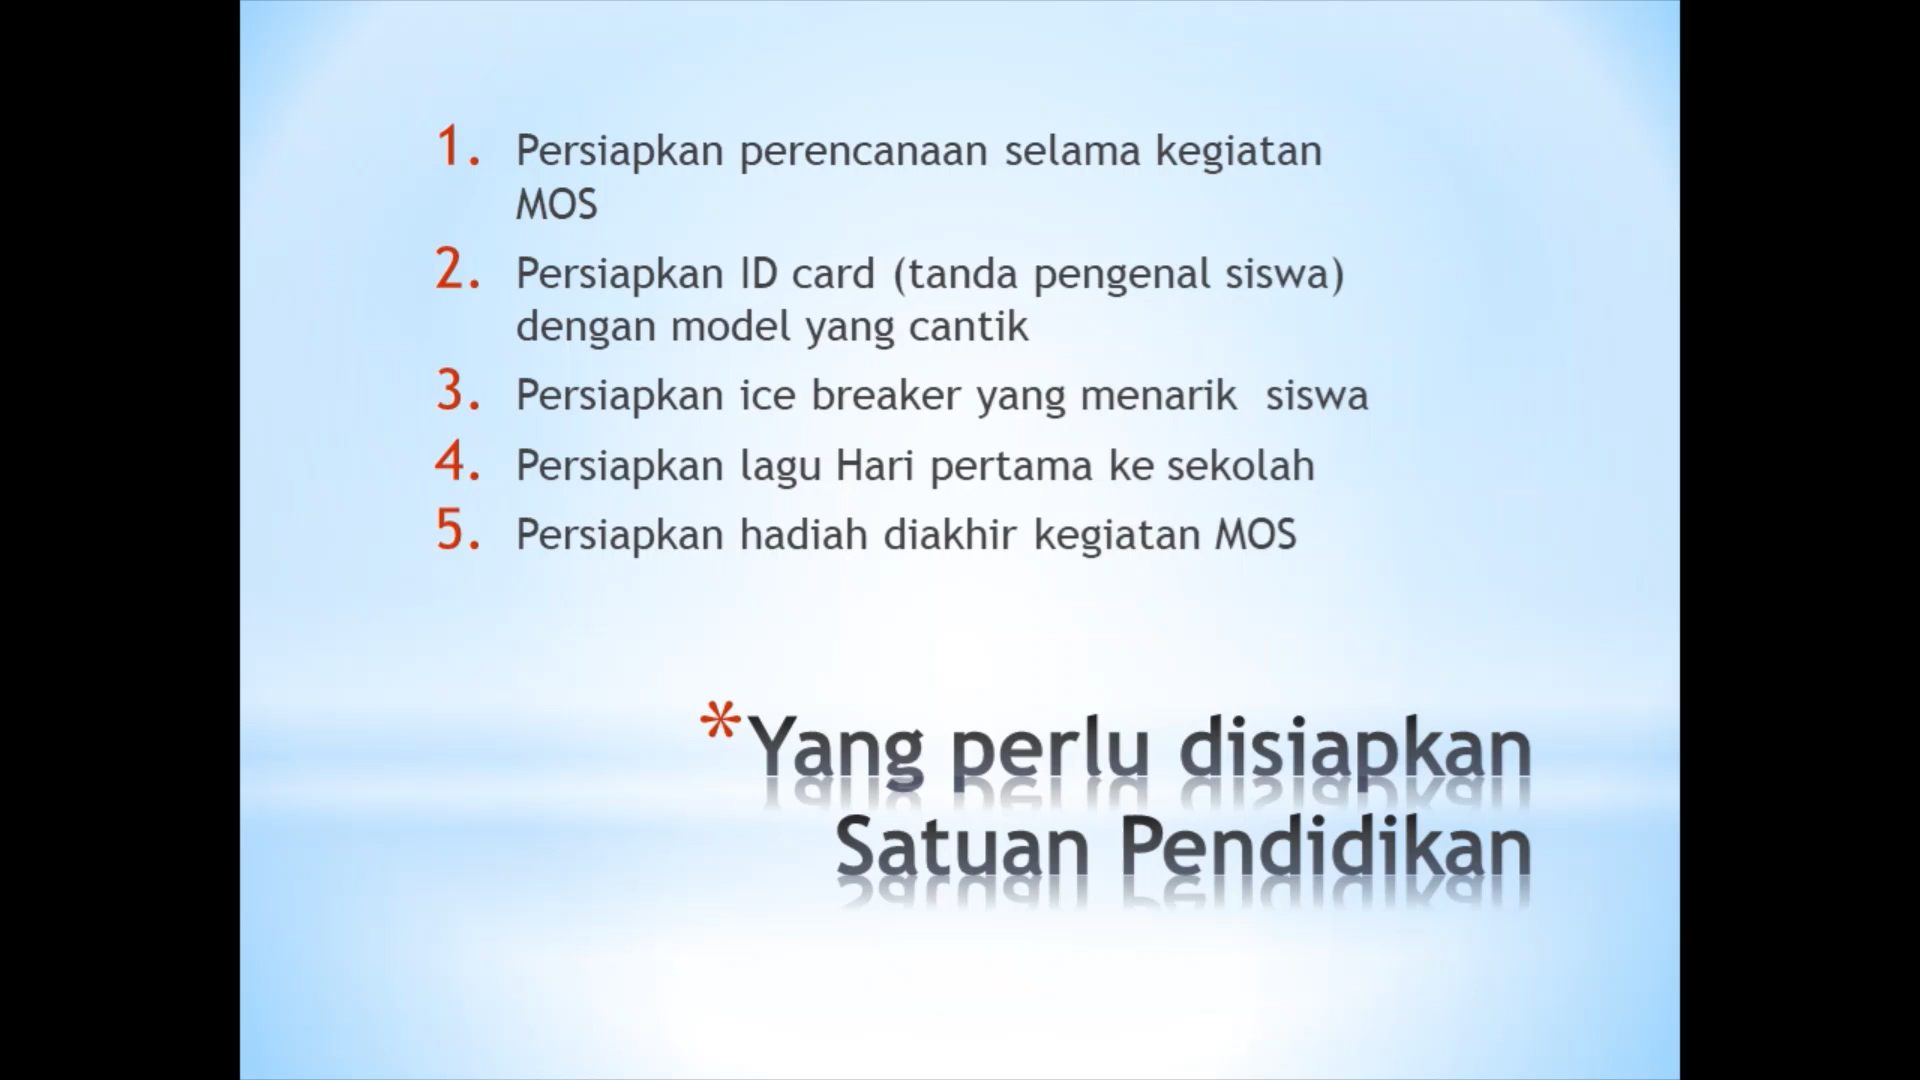 1. Persiapkan perencanaan selama kegiatan
MOS
2. Persiapkan ID card (tanda pengenal siswa)
dengan model yang cantik
3. Persiapkan ice breaker yang menarik  siswa
4. Persiapkan lagu Hari pertama ke sekolah
5. Persiapkan hadiah diakhir kegiatan MOS
*Yang perlu disiapkan
Satuan Pendidikan